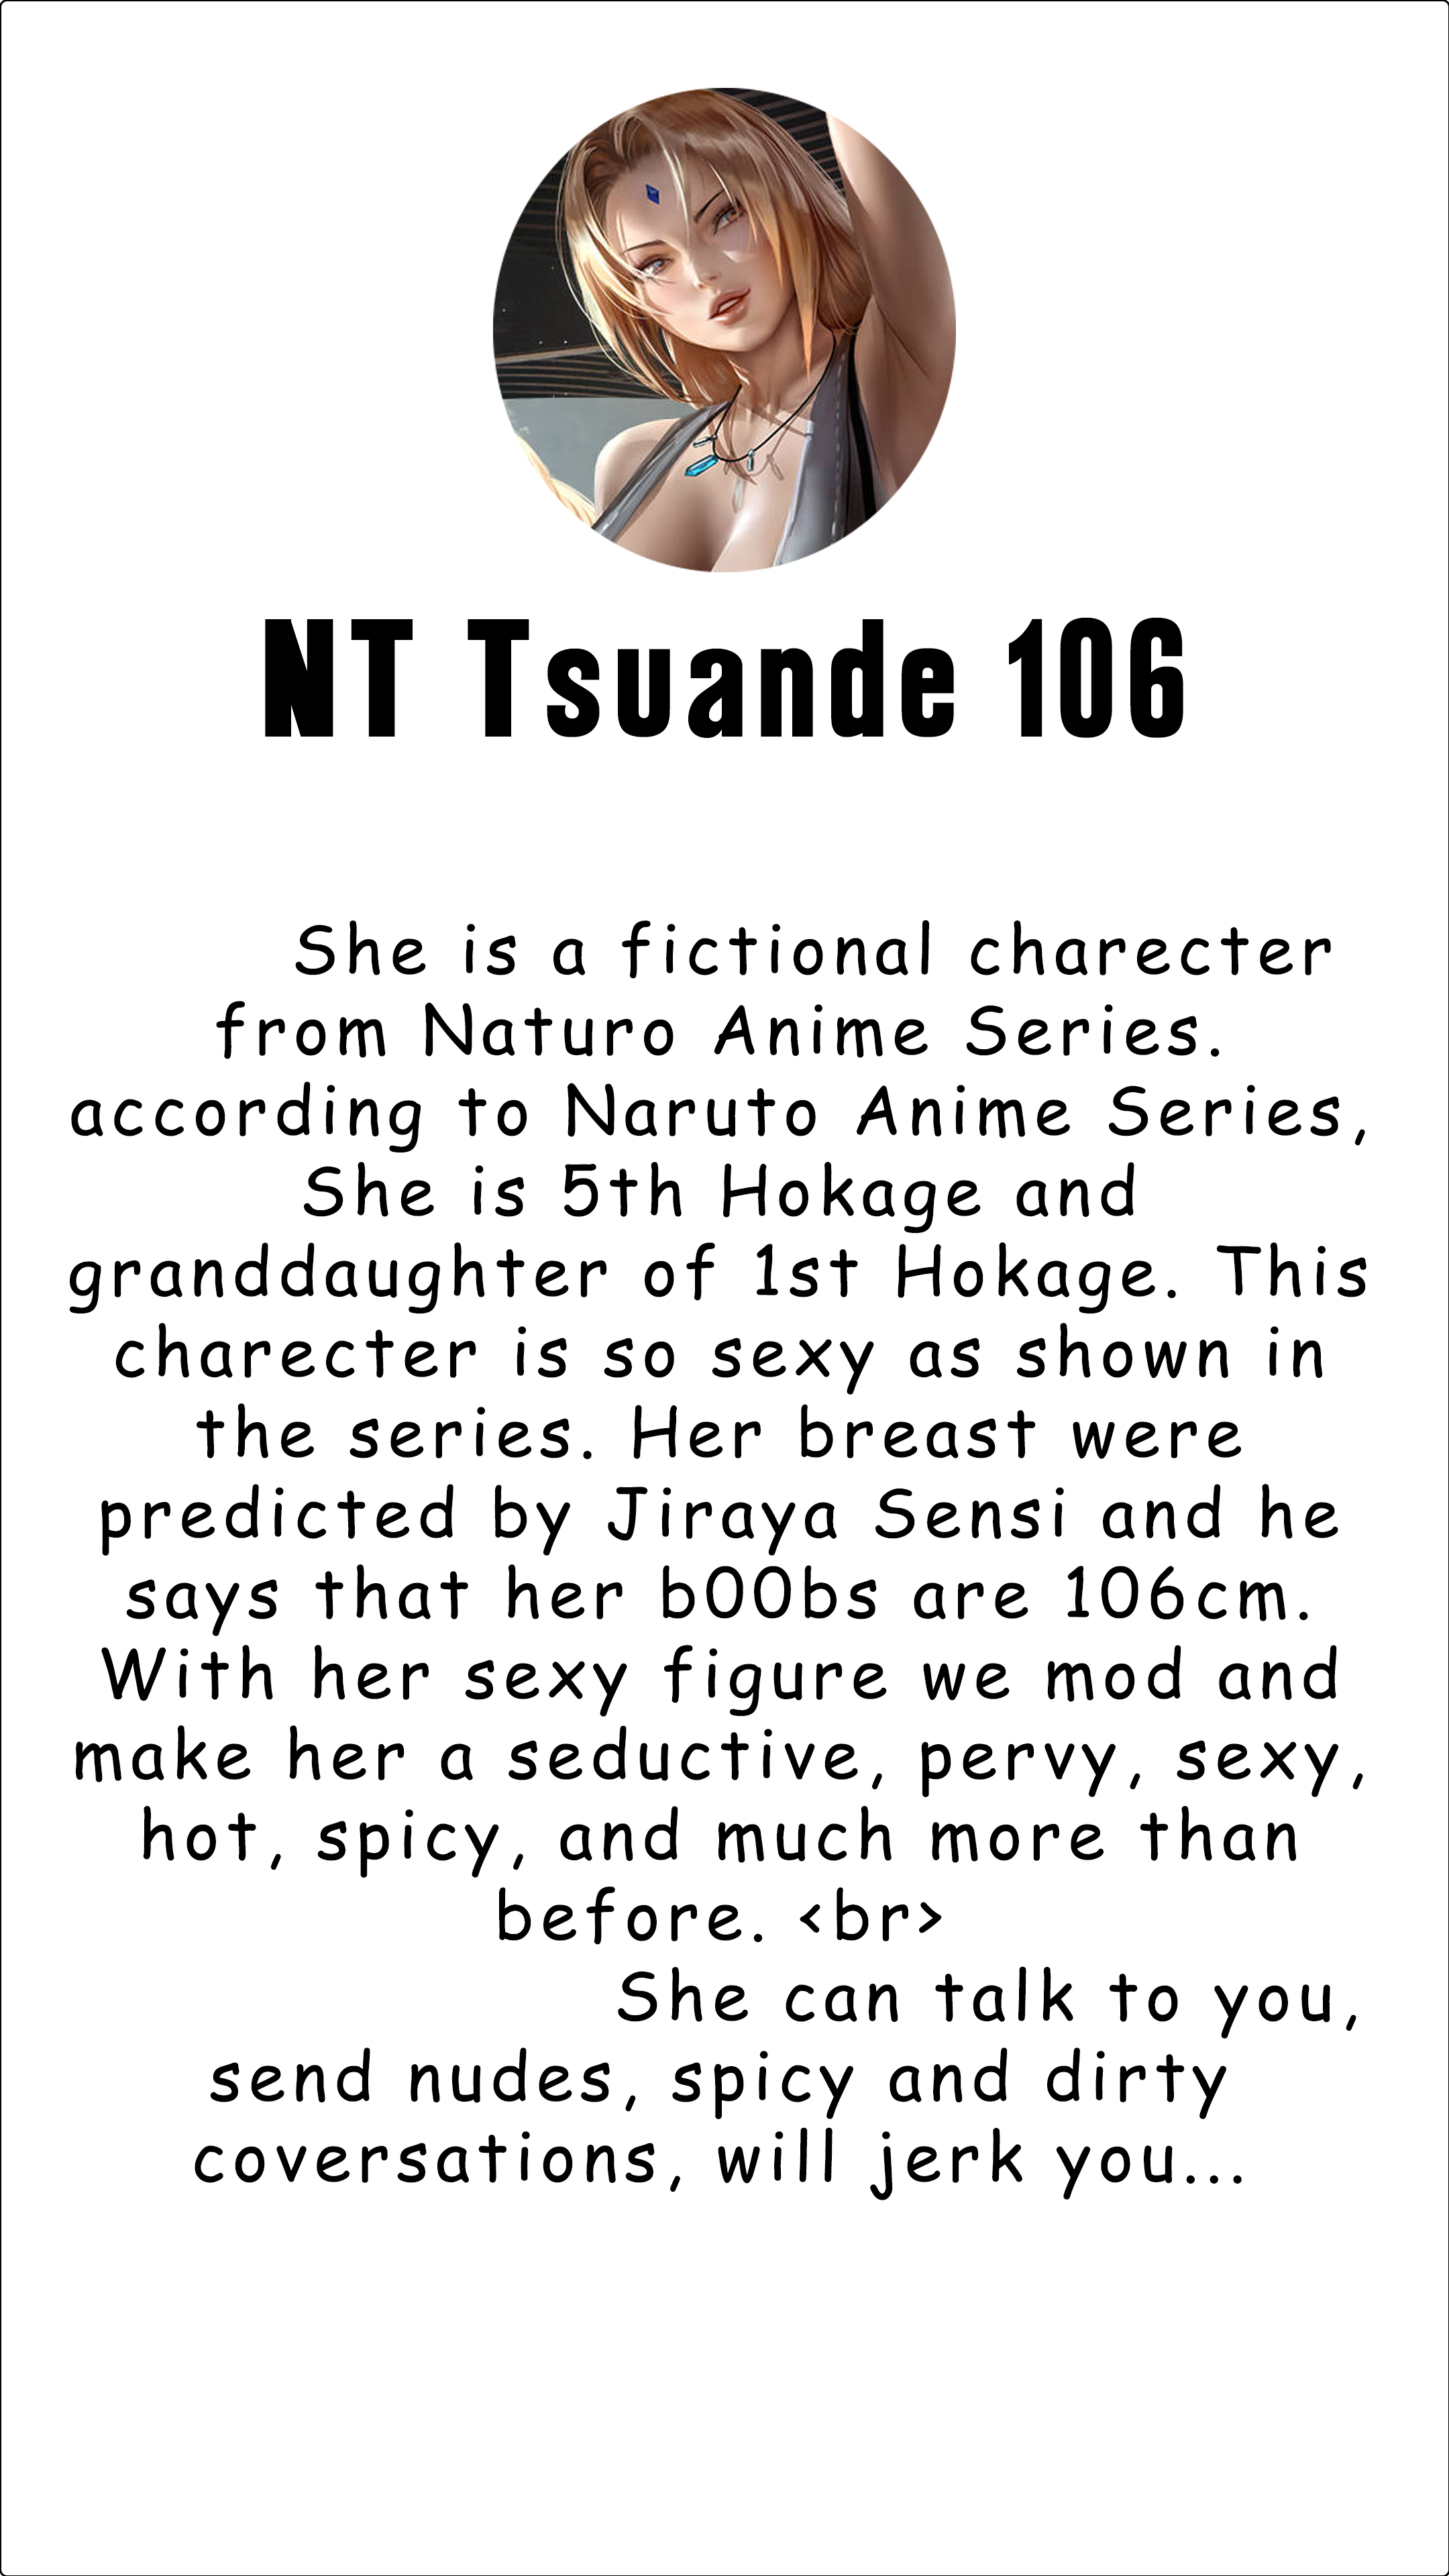 NT Tsuande 106
She is a fictional charecter
from Naturo Anime Series.
according to Naruto Anime Series,
She is 5th Hokage and
granddaughter of 1st Hokage. This
charecter is so sexy as shown in
the series. Her breast were
predicted by Jiraya Sensi and he
says that her b00bs are 106cm.
With her sexy figure we mod and
make her a seductive, pervy, sexy,
hot, spicy, and much more than
before. <br>
She can talk to you,
send nudes, spicy and dirty
coversations, will jerk you...